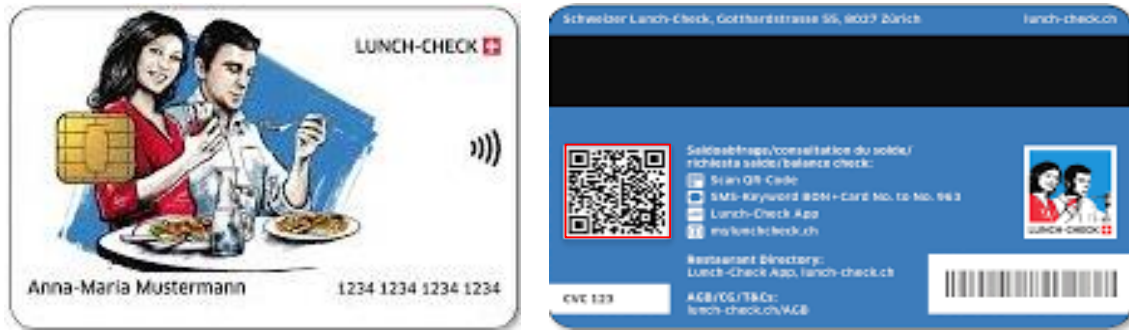 LUNCH-CHECK
Anna-Maria Mustermann
1234 1234 1234 1234
Schweizer Lunch-Check, Gotthardstrasse 55, 8027 Zürich
lunch-check.ch
Saldoabfrage/consultation du solde/
richiesta saldo/balance check:
Scan QR-Code
SMS-Keyword BON+Card No. to No. 963
Lunch-Check App
mylunchcheck.ch
LUNCH-CHECK
Restaurant Directory:
Lunch-Check App, lunch-check.ch
CVC 123
AGB/CG/T&Cs:
lunch-check.ch/AGB